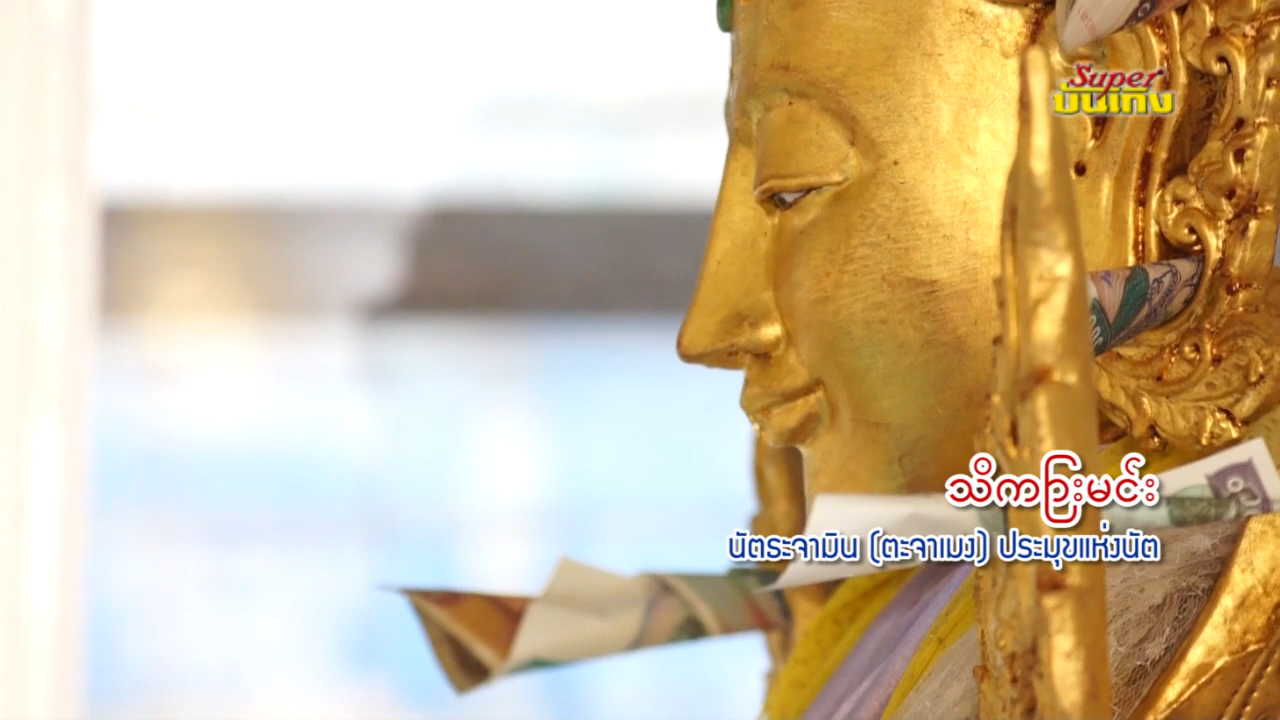 Super
บันเทิง
သိကြားမင်း
นัตระจามิน (ตะจาเมง) ประมุขแห่งนัต